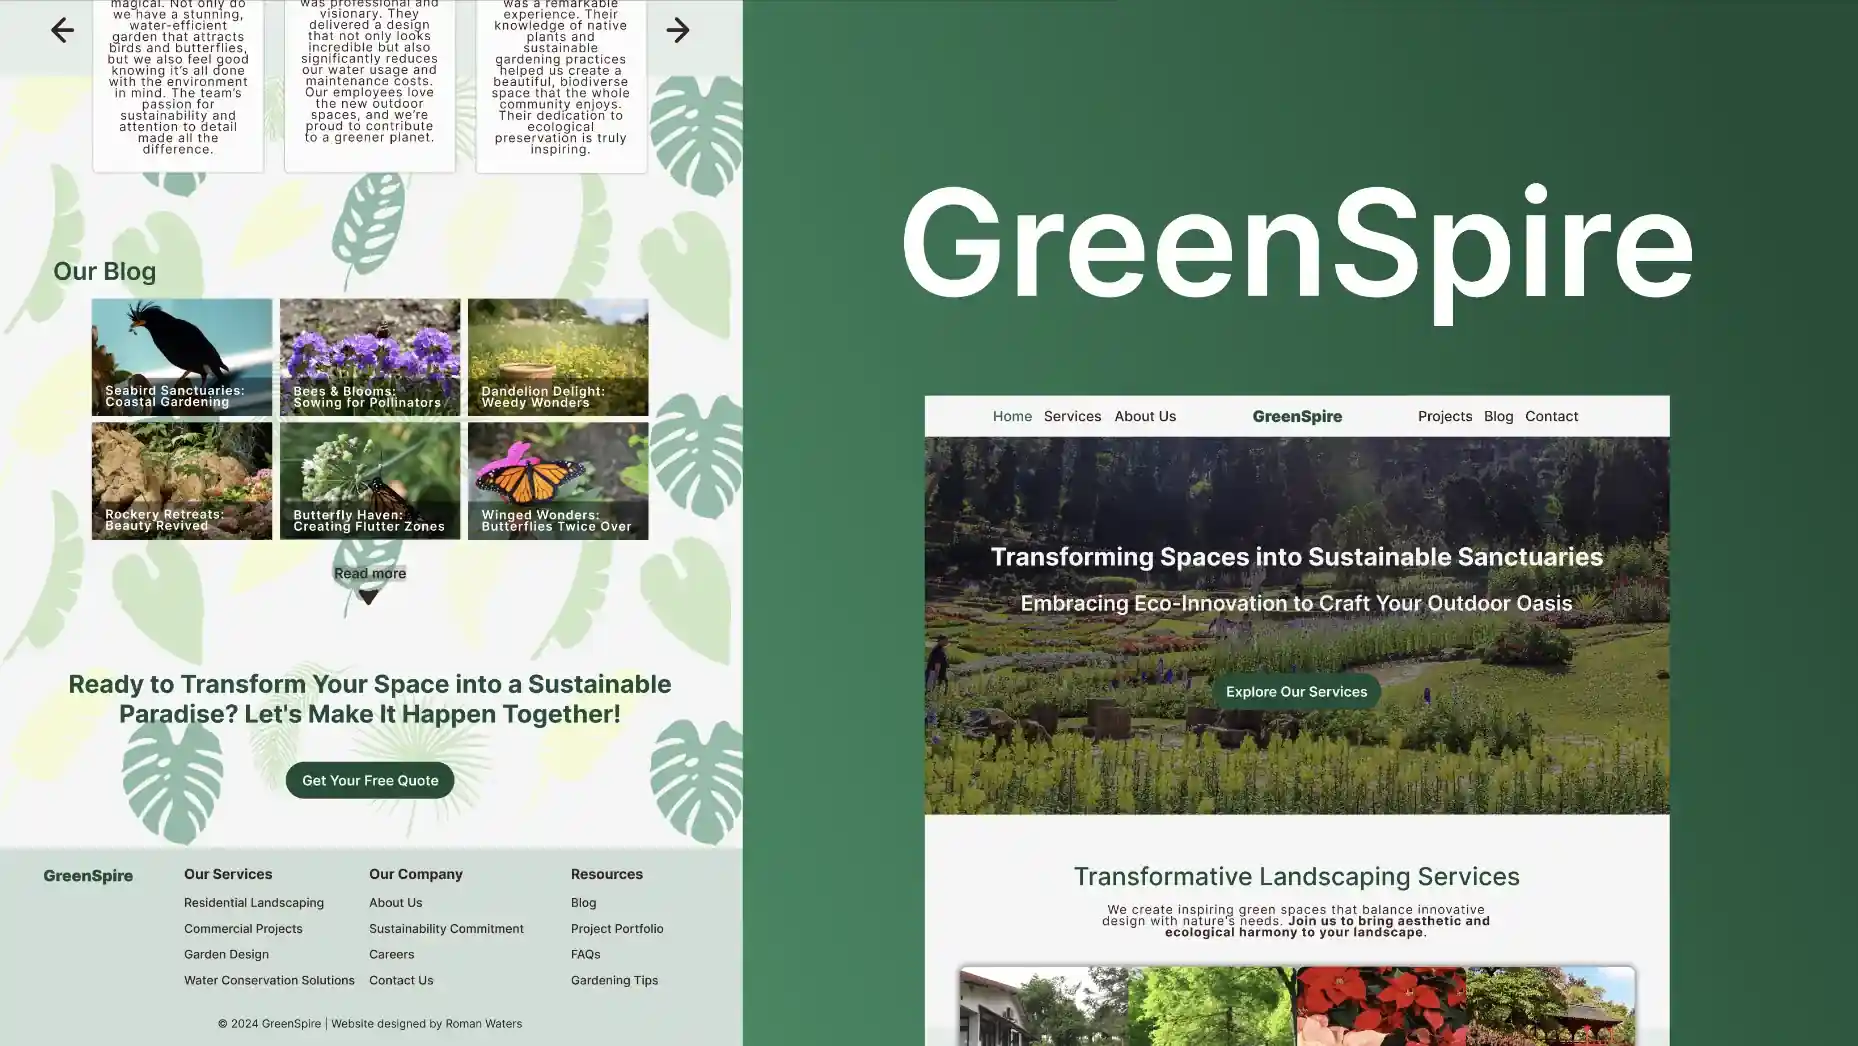 magical. Not only do
we have a stunning,
water-efficient
garden that attracts
birds and butterflies,
but we also feel good
knowing it's all done
with the environment
in mind. The team's
passion for
sustainability and
attention to detail
made all the
difference.
was professional and
visionary. They
delivered a design
that not only looks
incredible but also
significantly reduces
our water usage and
maintenance costs.
Our employees love
the new outdoor
spaces, and we're
proud to contribute
to a greener planet.
was a remarkable
experience. Their
knowledge of native
plants and
sustainable
gardening practices
helped us create a
beautiful, biodiverse
space that the whole
community enjoys.
Their dedication to
ecological
preservation is truly
inspiring.
Our Blog
Seabird Sanctuaries:
Coastal Gardening
Bees & Blooms:
Sowing for Pollinators
Dandelion Delight:
Weedy Wonders
Rockery Retreats:
Beauty Revived
Butterfly Haven:
Creating Flutter Zones
Winged Wonders:
Butterflies Twice Over
Read more
Ready to Transform Your Space into a Sustainable
Paradise? Let's Make It Happen Together!
Get Your Free Quote
GreenSpire
Our Services
Residential Landscaping
Commercial Projects
Garden Design
Water Conservation Solutions
Our Company
About Us
Sustainability Commitment
Careers
Contact Us
Resources
Blog
Project Portfolio
FAQs
Gardening Tips
© 2024 GreenSpire | Website designed by Roman Waters
GreenSpire
Home Services About Us GreenSpire Projects Blog Contact
Transforming Spaces into Sustainable Sanctuaries
Embracing Eco-Innovation to Craft Your Outdoor Oasis
Explore Our Services
Transformative Landscaping Services
We create inspiring green spaces that balance innovative
design with nature's needs. Join us to bring aesthetic and
ecological harmony to your landscape.